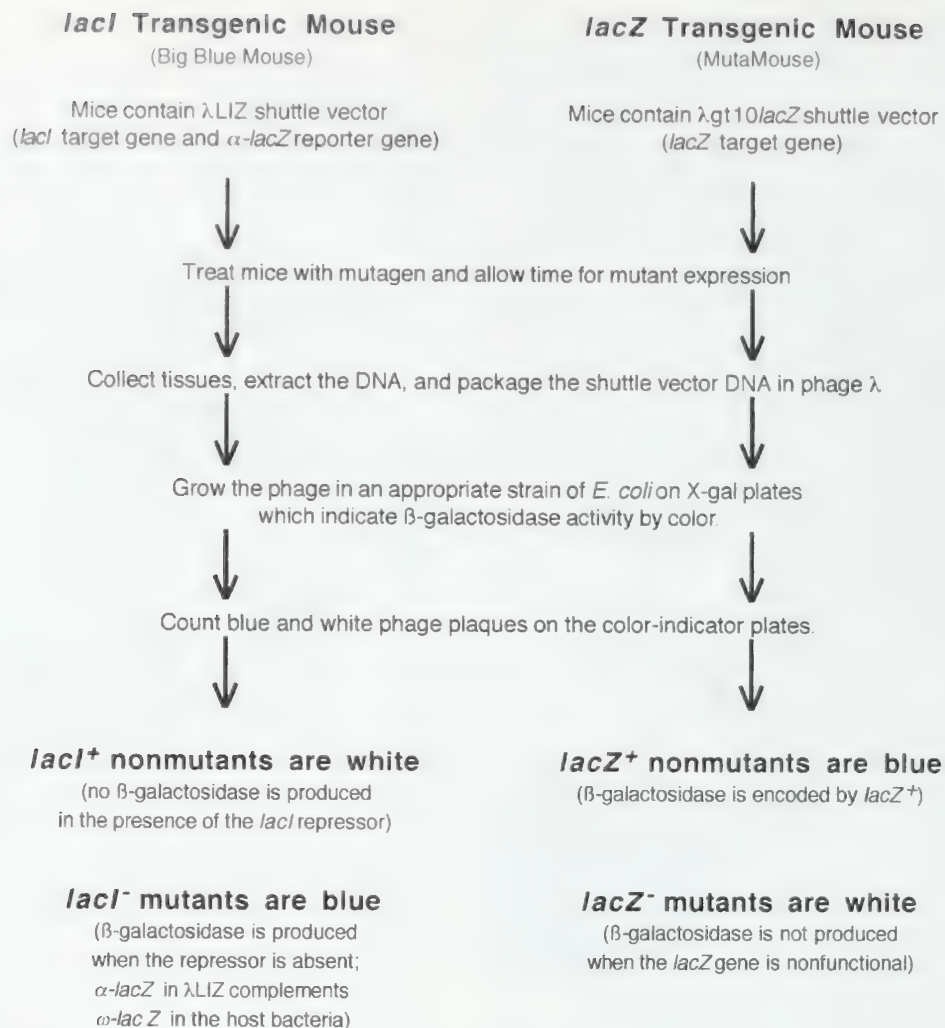 lacI Transgenic Mouse
(Big Blue Mouse)
Mice contain λLIZ shuttle vector
(lacI target gene and α-lacZ reporter gene)
lacZ Transgenic Mouse
(MutaMouse)
Mice contain λgt10lacZ shuttle vector
(lacZ target gene)
Treat mice with mutagen and allow time for mutant expression
Collect tissues, extract the DNA, and package the shuttle vector DNA in phage λ
Grow the phage in an appropriate strain of E. coli on X-gal plates
which indicate ß-galactosidase activity by color.
Count blue and white phage plaques on the color-indicator plates.
lacI⁺ nonmutants are white
(no ß-galactosidase is produced
in the presence of the lacI repressor)
lacI⁻ mutants are blue
(ß-galactosidase is produced
when the repressor is absent;
α-lacZ in λLIZ complements
ω-lac Z in the host bacteria)
lacZ⁺ nonmutants are blue
(ß-galactosidase is encoded by lacZ⁺)
lacZ⁻ mutants are white
(ß-galactosidase is not produced
when the lacZ gene is nonfunctional)